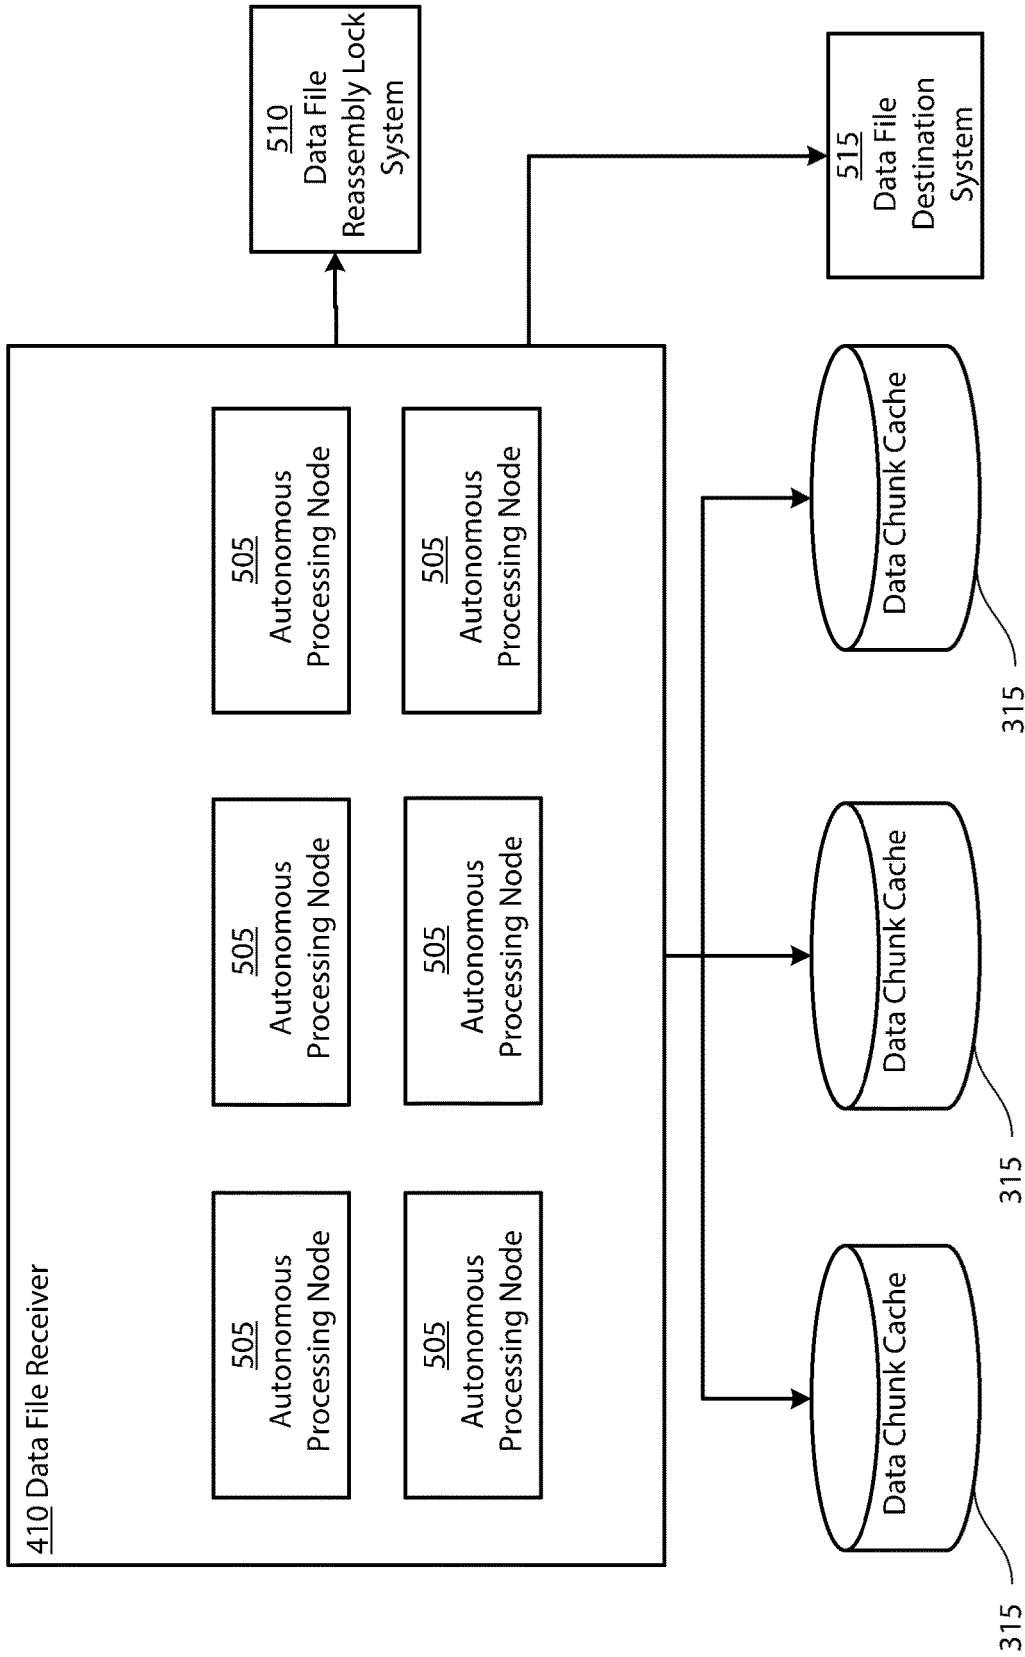 410 Data File Receiver
505
Autonomous
Processing Node
505
Autonomous
Processing Node
505
Autonomous
Processing Node
505
Autonomous
Processing Node
505
Autonomous
Processing Node
505
Autonomous
Processing Node
510
Data File
Reassembly Lock
System
515
Data File
Destination
System
Data Chunk Cache
315
Data Chunk Cache
315
Data Chunk Cache
315